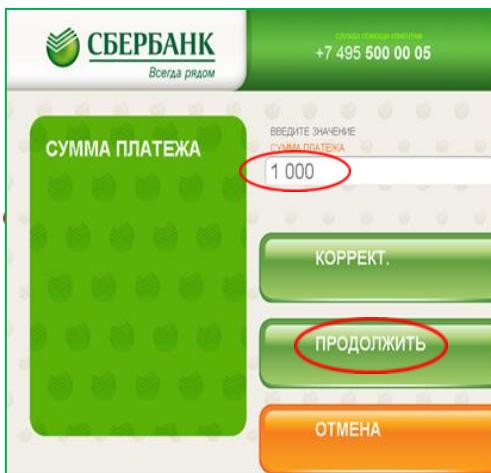 СБЕРБАНК
Всегда рядом
СЛУЖБА ПОМОЩИ КЛИЕНТАМ
+7 495 500 00 05
СУММА ПЛАТЕЖА
ВВЕДИТЕ ЗНАЧЕНИЕ
СУММА ПЛАТЕЖА
1 000
КОРРЕКТ.
ПРОДОЛЖИТЬ
ОТМЕНА